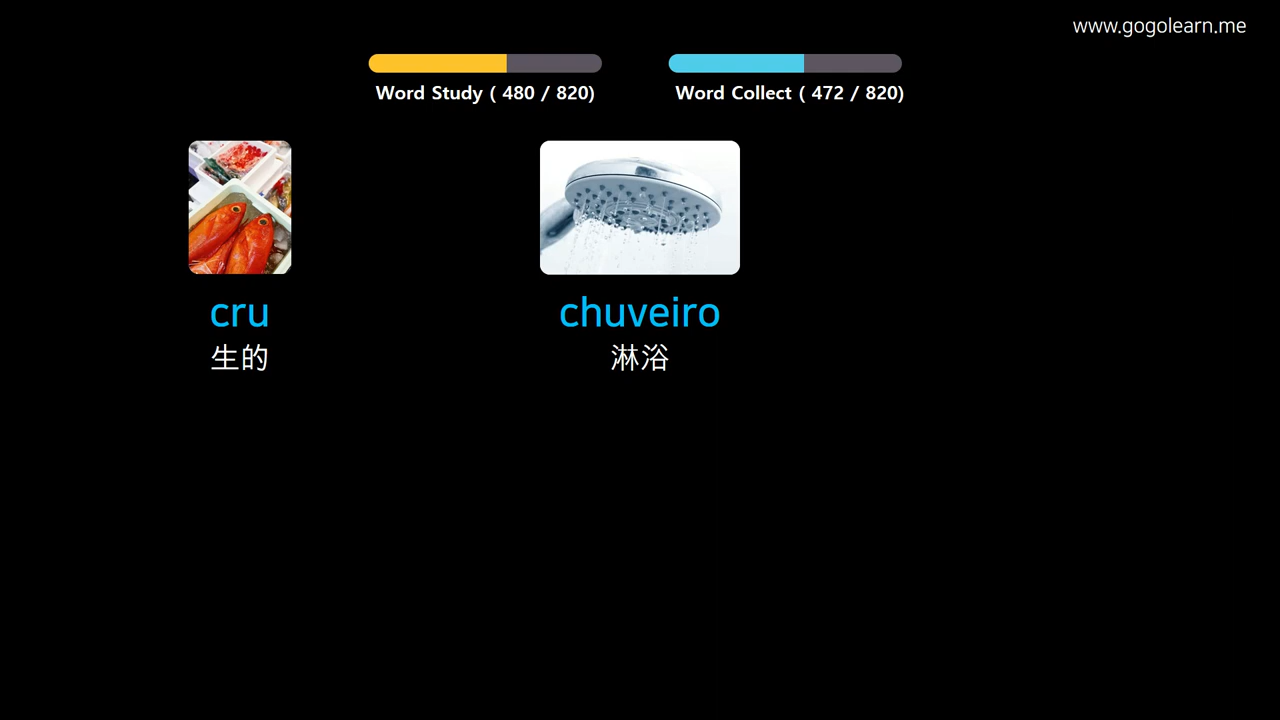 www.gogolearn.me
Word Study ( 480 / 820)
Word Collect ( 472 / 820)
cru
生的
chuveiro
淋浴